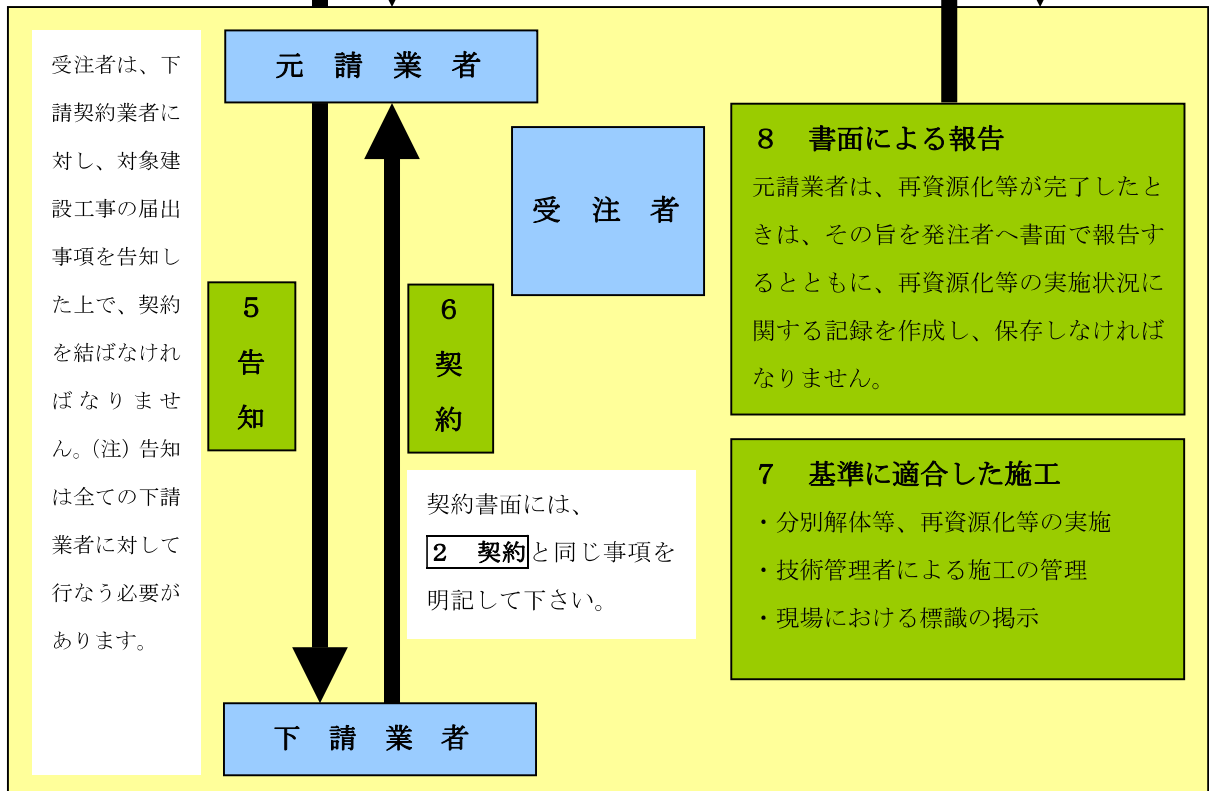 受注者は、下
請契約業者に
対し、対象建
設工事の届出
事項を告知し
た上で、契約
を結ばなけれ
ばなりませ
ん。（注）告知
は全ての下請
業者に対して
行なう必要が
あります。
元　請　業　者
受　注　者
5
告
知
6
契
約
契約書面には、
2　契約と同じ事項を
明記して下さい。
下　請　業　者
8　書面による報告
元請業者は、再資源化等が完了したと
きは、その旨を発注者へ書面で報告す
るとともに、再資源化等の実施状況に
関する記録を作成し、保存しなければ
なりません。
7　基準に適合した施工
・分別解体等、再資源化等の実施
・技術管理者による施工の管理
・現場における標識の掲示